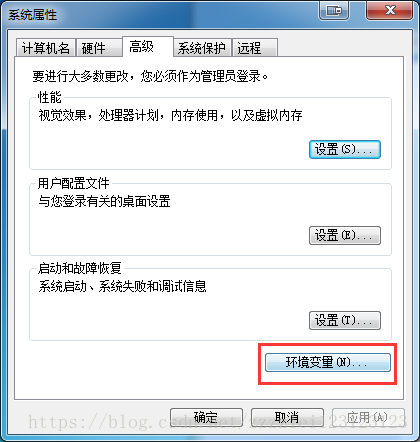 系统属性
计算机名 硬件 高级 系统保护 远程
要进行大多数更改，您必须作为管理员登录。
性能
视觉效果，处理器计划，内存使用，以及虚拟内存
设置(S)...
用户配置文件
与您登录有关的桌面设置
设置(E)...
启动和故障恢复
系统启动、系统失败和调试信息
设置(T)...
环境变量(N)...
确定 取消 应用(A)